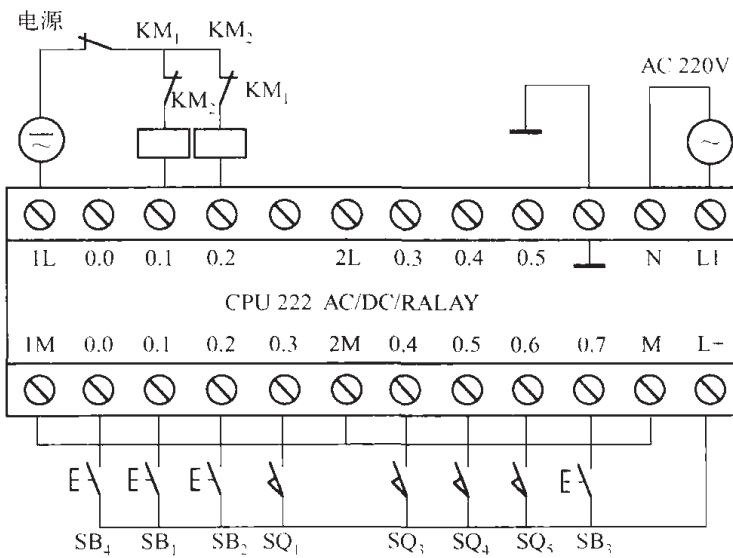 电源
KM₁ KM₂
KM₂ KM₁
AC 220V
1L 0.0 0.1 0.2 2L 0.3 0.4 0.5 N L1
CPU 222 AC/DC/RALAY
1M 0.0 0.1 0.2 0.3 2M 0.4 0.5 0.6 0.7 M L+
SB₄ SB₁ SB₂ SQ₁ SQ₃ SQ₄ SQ₅ SB₃